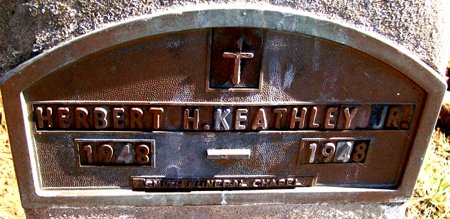 HERBERT H. KEATHLEY JR.
1948 — 1948
FUNERAL CHAPEL